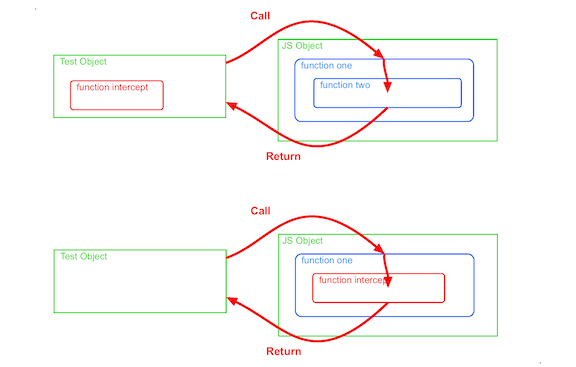 Call
JS Object
Test Object
function one
function intercept
function two
Return
Call
JS Object
Test Object
function one
function intercept
Return